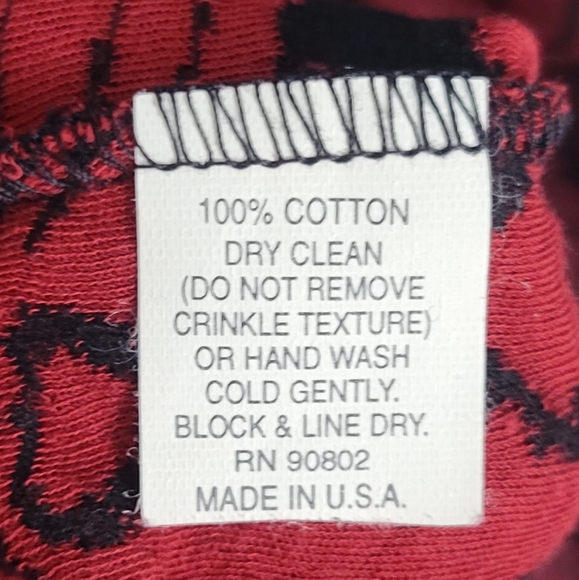 100% COTTON
DRY CLEAN
(DO NOT REMOVE
CRINKLE TEXTURE)
OR HAND WASH
COLD GENTLY.
BLOCK & LINE DRY.
RN 90802
MADE IN U.S.A.